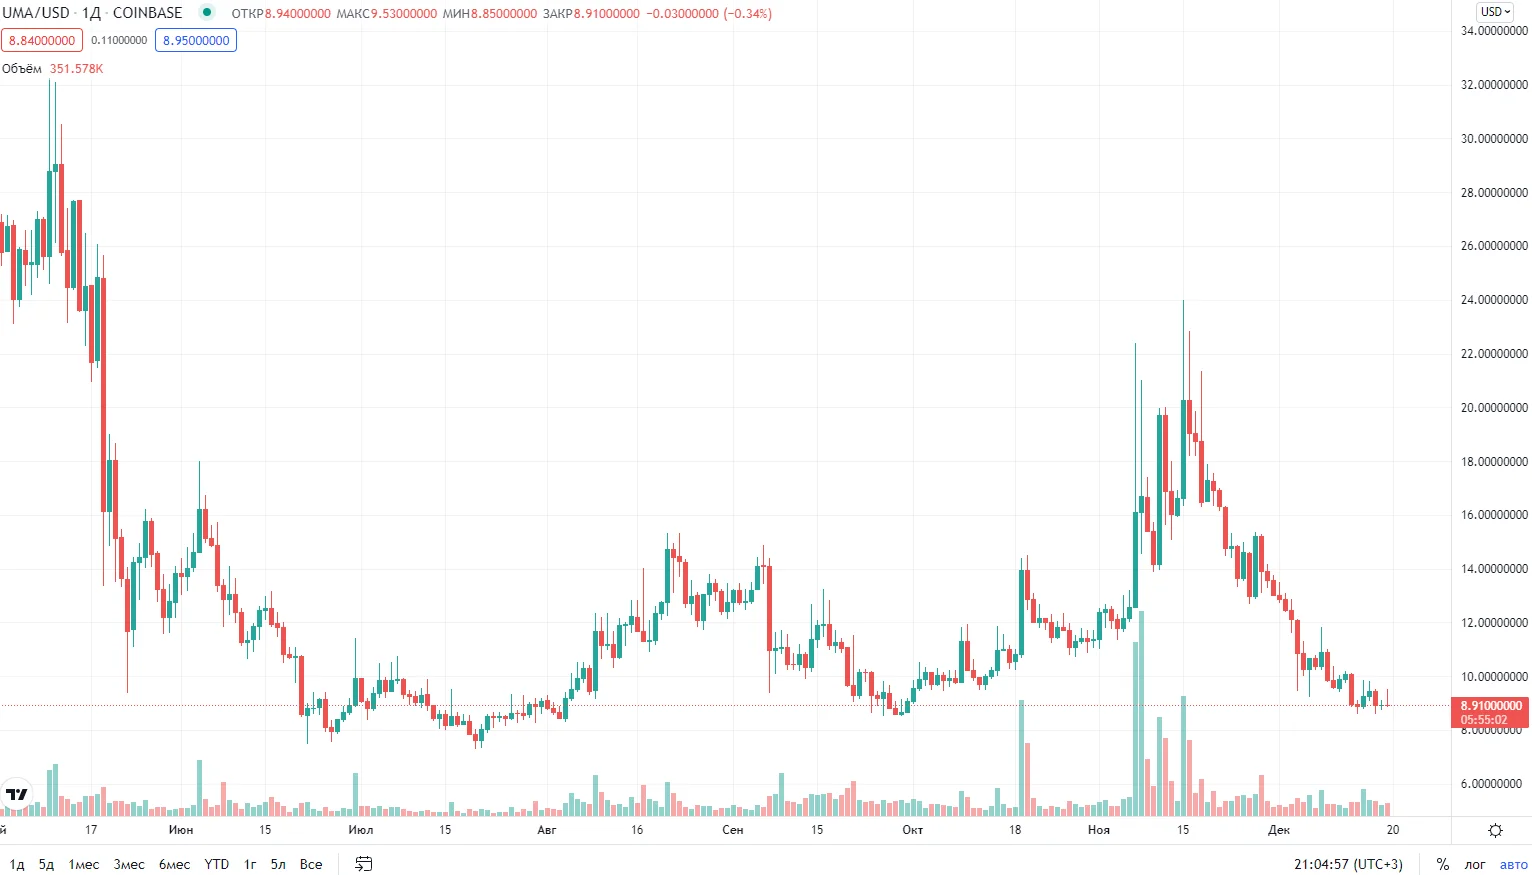 UMA/USD · 1Д · COINBASE ОТКР8.94000000 МАКС9.53000000 МИН8.85000000 ЗАКР8.91000000 −0.03000000 (−0.34%)
USD
8.84000000 0.11000000 8.95000000
Объём 351.578K
34.00000000
32.00000000
30.00000000
28.00000000
26.00000000
24.00000000
22.00000000
20.00000000
18.00000000
16.00000000
14.00000000
12.00000000
10.00000000
8.91000000
05:55:02
8.00000000
6.00000000
й 17 Июн 15 Июл 15 Авг 16 Сен 15 Окт 18 Ноя 15 Дек 20
1д 5д 1мес 3мес 6мес YTD 1г 5л Все 21:04:57 (UTC+3) % лог авто